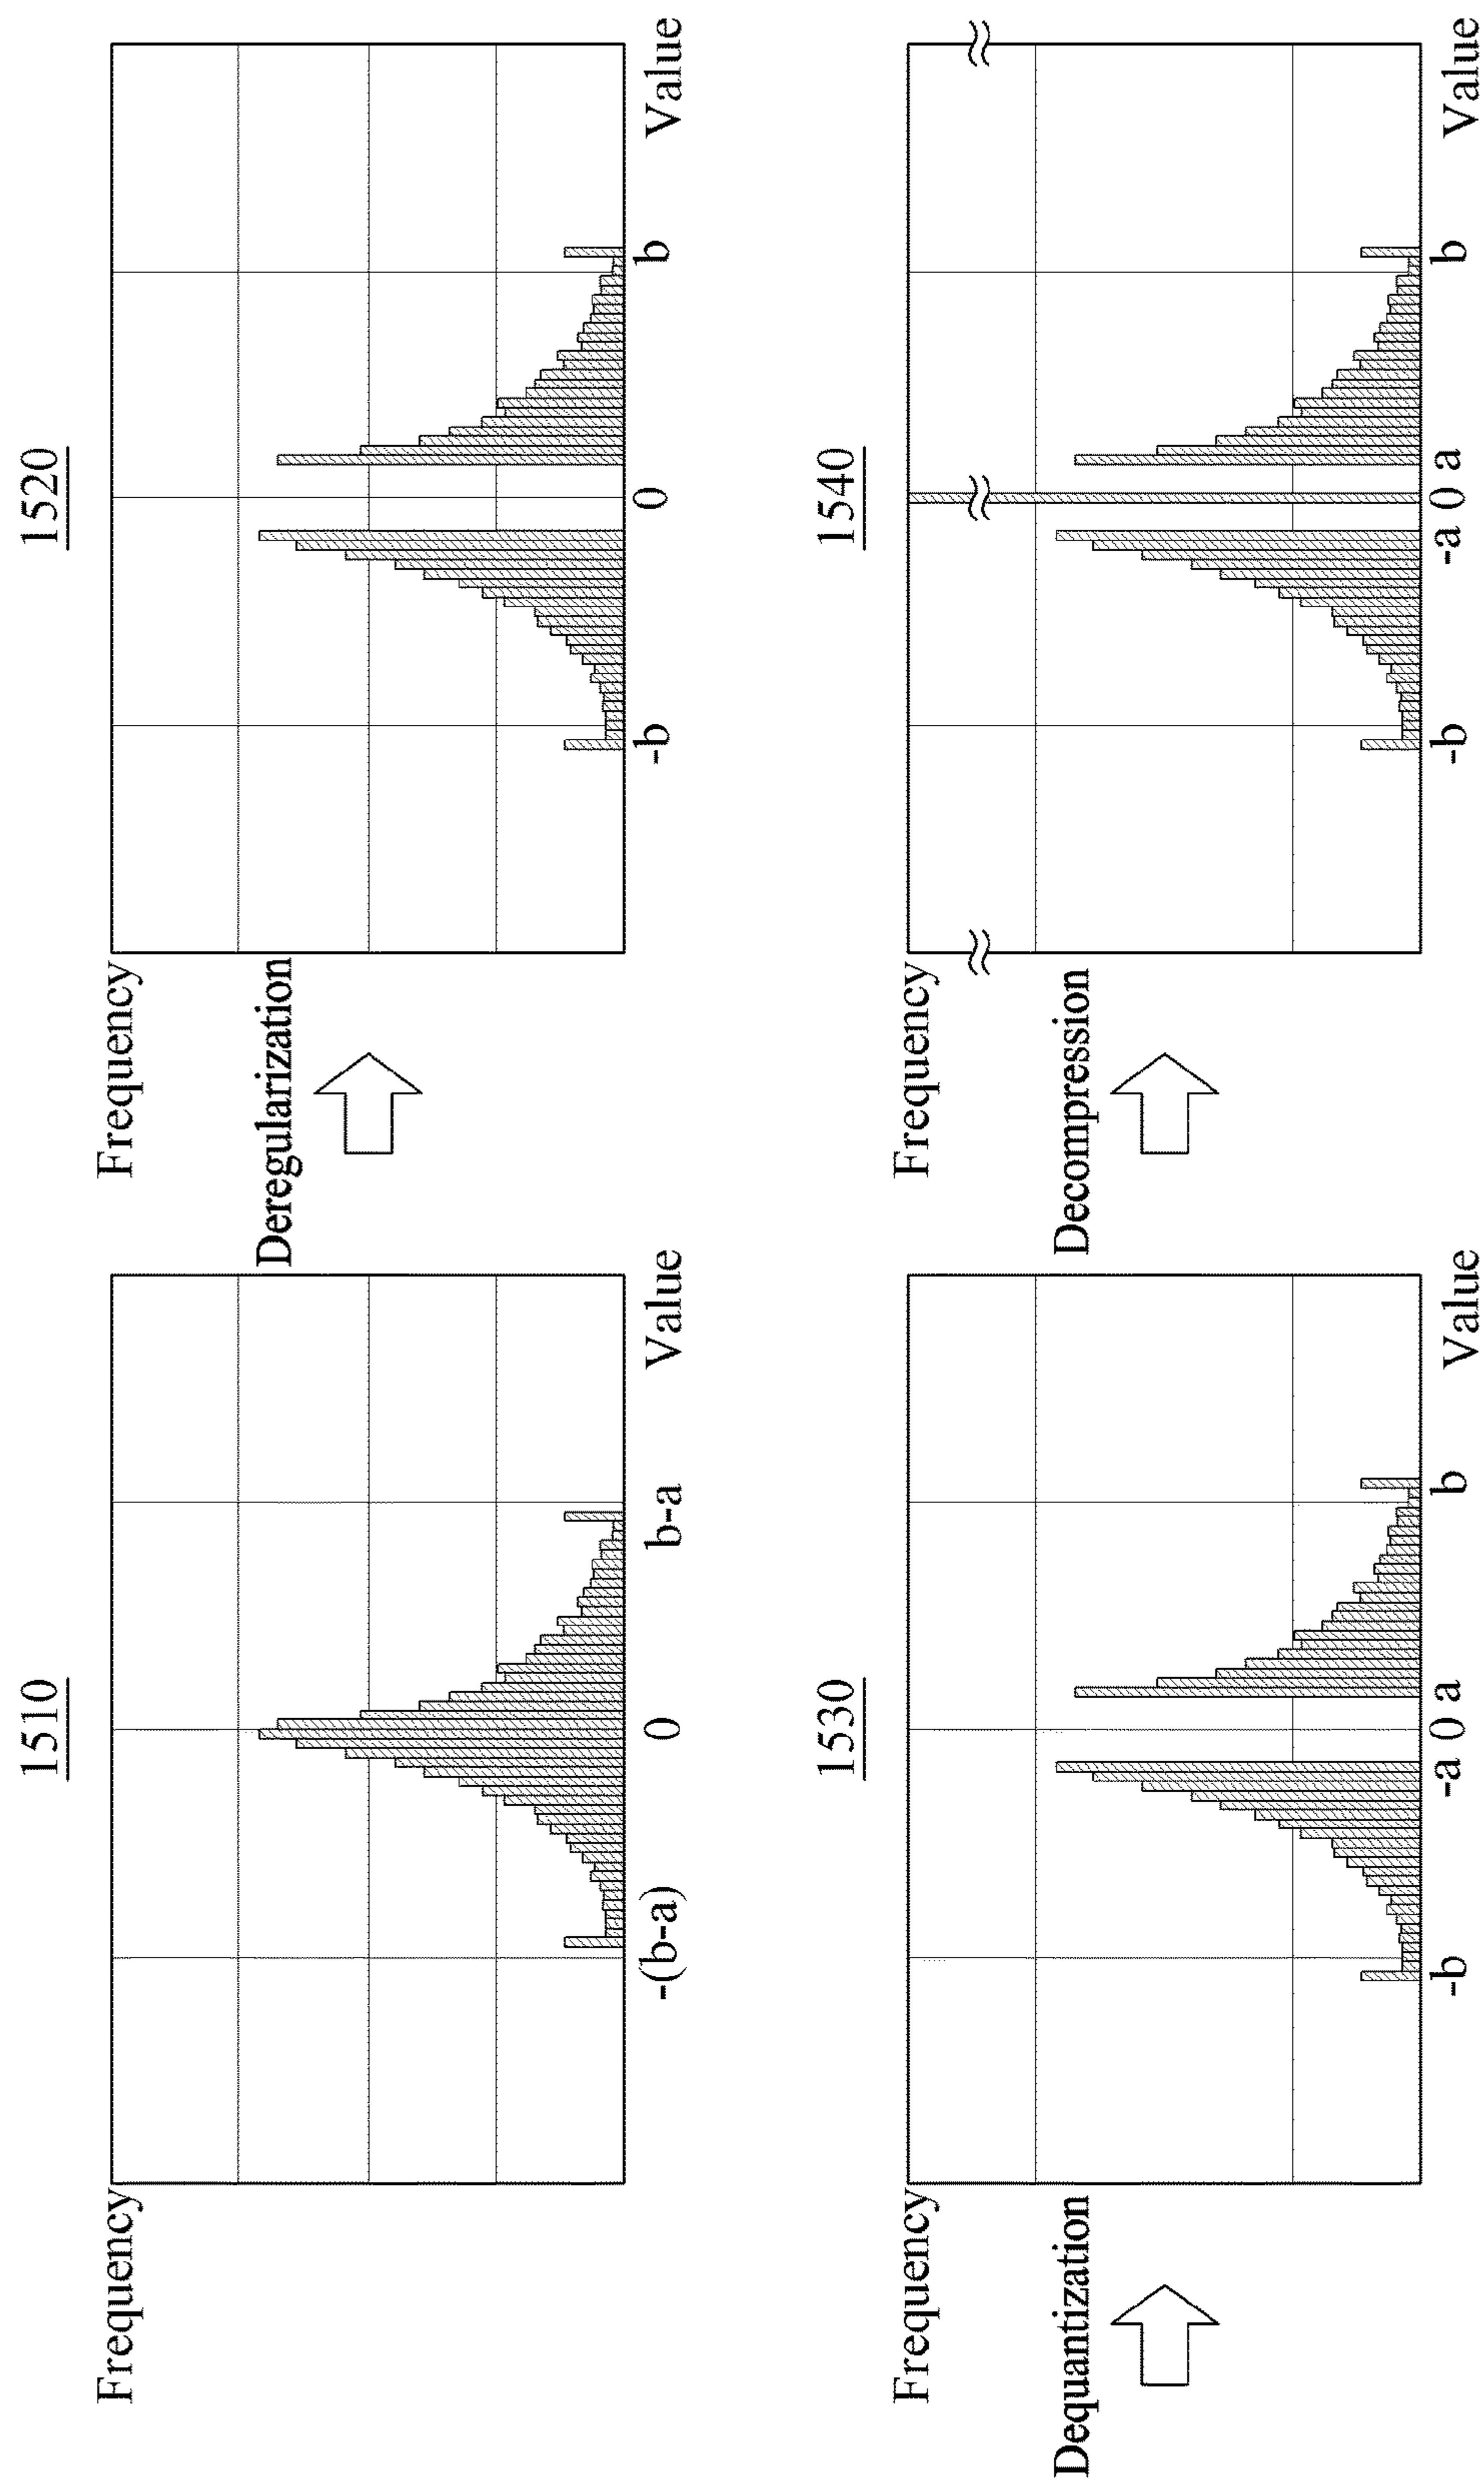 1510
Frequency
-(b-a) 0 b-a Value
Deregularization
1520
Frequency
-b 0 b Value
Dequantization
1530
Frequency
-b -a 0 a b Value
Decompression
1540
Frequency
-b -a 0 a b Value